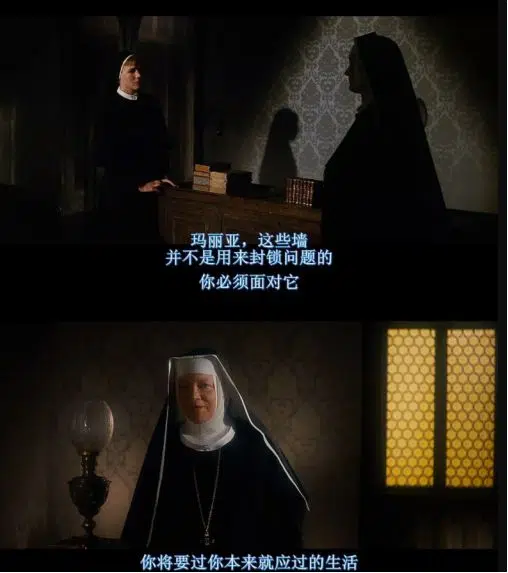 玛丽亚，这些墙
并不是用来封锁问题的
你必须面对它
你将要过你本来就应过的生活